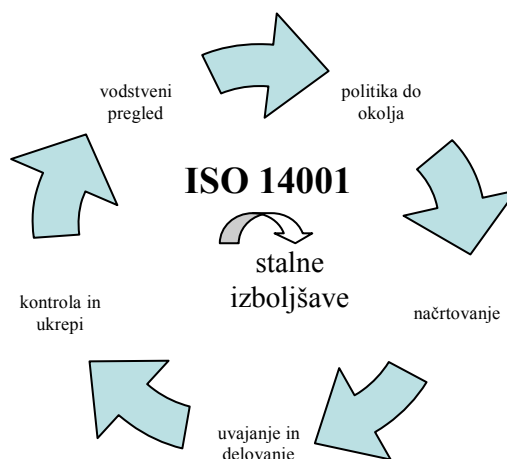 vodstveni
pregled
politika do
okolja
ISO 14001
stalne
izboljšave
načrtovanje
uvajanje in
delovanje
kontrola in
ukrepi